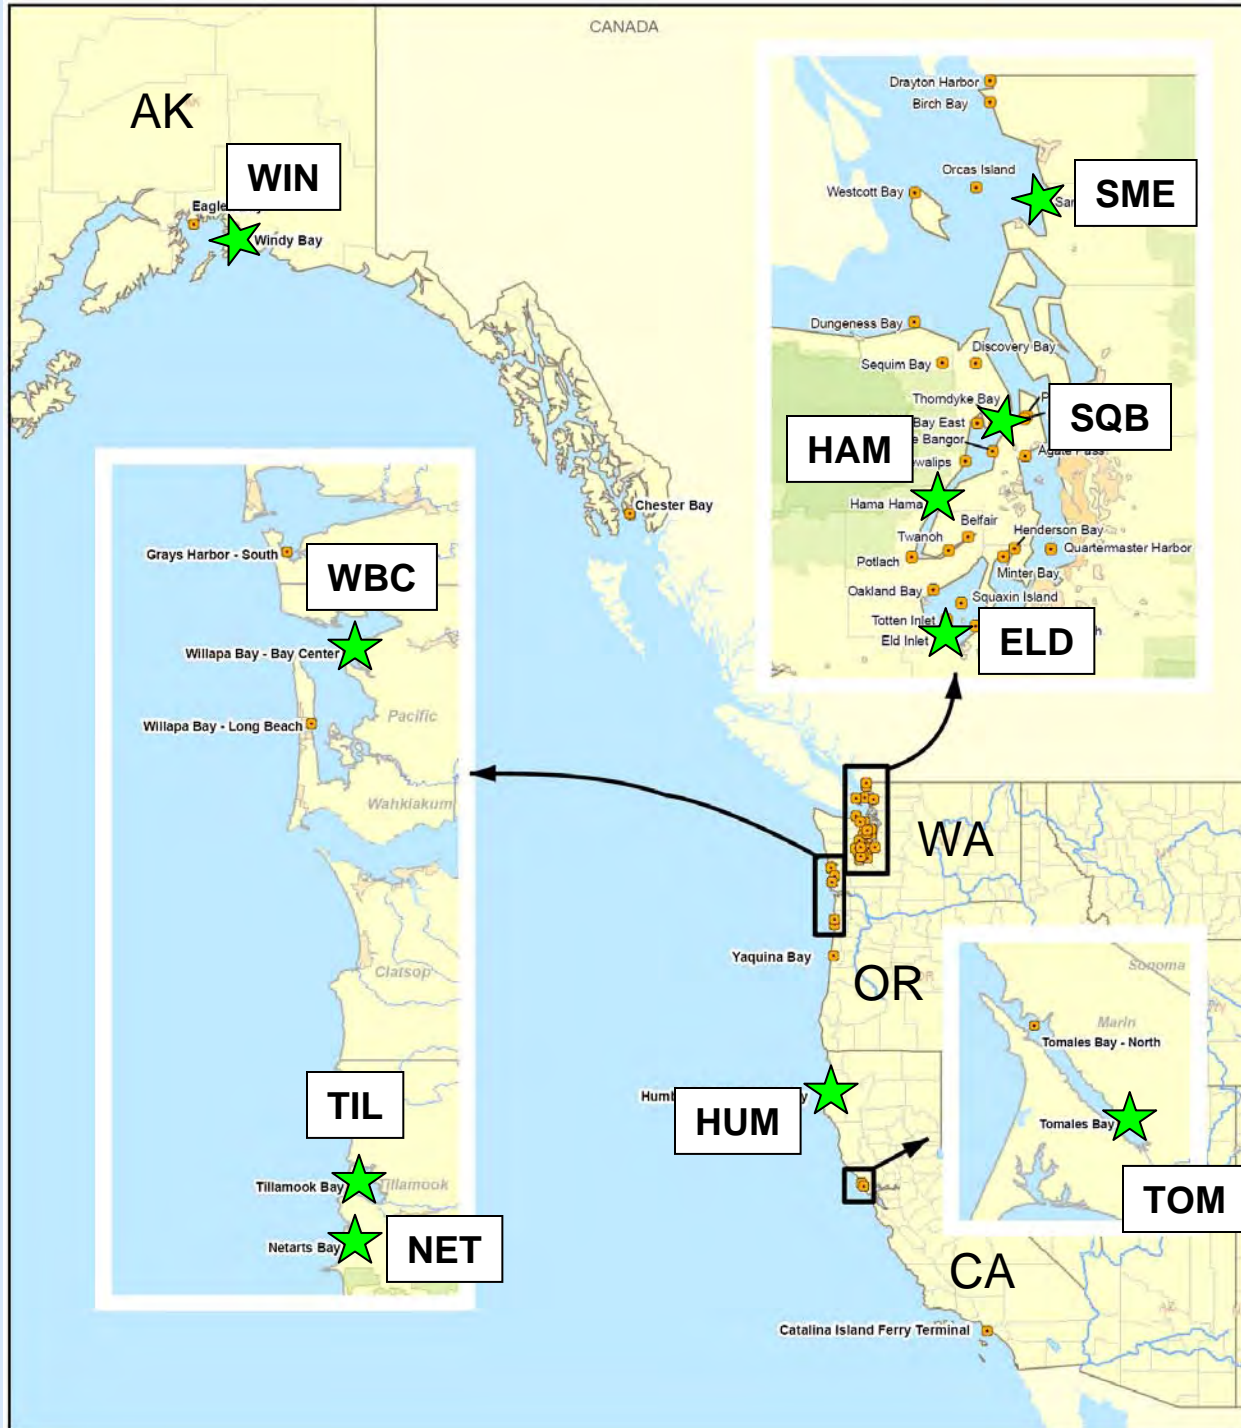 CANADA
AK
WIN
Windy Bay
Chester Bay
Drayton Harbor
Birch Bay
Orcas Island
Westcott Bay
SME
Dungeness Bay
Discovery Bay
Sequim Bay
Thorndyke Bay
SQB
Bay East
Bangor
HAM
Agate Pass
Hama Hama
Belfair
Henderson Bay
Twanoh
Quartermaster Harbor
Potlach
Minter Bay
Oakland Bay
Squaxin Island
Totten Inlet
Eld Inlet
ELD
Grays Harbor - South
WBC
Willapa Bay - Bay Center
Pacific
Willapa Bay - Long Beach
Wahkiakum
Clatsop
TIL
Tillamook Bay
Tillamook
Netarts Bay
NET
WA
Yaquina Bay
OR
Sonoma
Marin
Tomales Bay - North
Tomales Bay
TOM
HUM
CA
AZ
Catalina Island Ferry Terminal